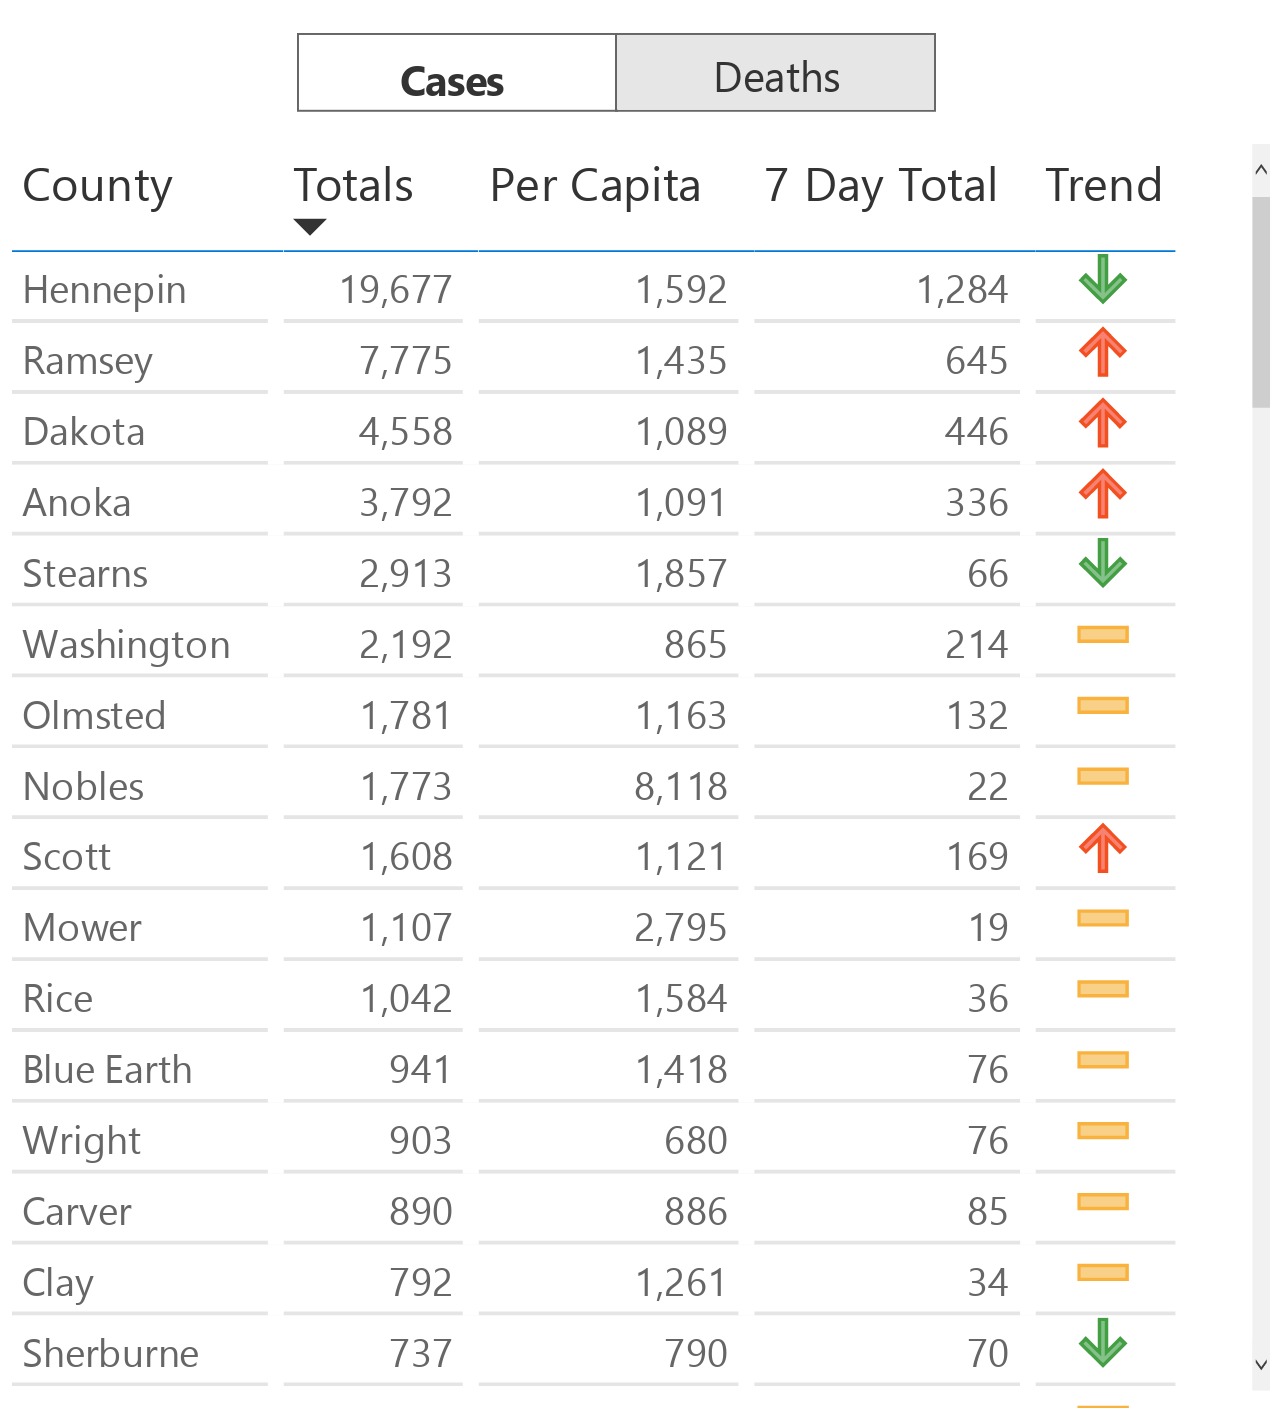 Cases Deaths
County Totals Per Capita 7 Day Total Trend
Hennepin 19,677 1,592 1,284
Ramsey 7,775 1,435 645
Dakota 4,558 1,089 446
Anoka 3,792 1,091 336
Stearns 2,913 1,857 66
Washington 2,192 865 214
Olmsted 1,781 1,163 132
Nobles 1,773 8,118 22
Scott 1,608 1,121 169
Mower 1,107 2,795 19
Rice 1,042 1,584 36
Blue Earth 941 1,418 76
Wright 903 680 76
Carver 890 886 85
Clay 792 1,261 34
Sherburne 737 790 70